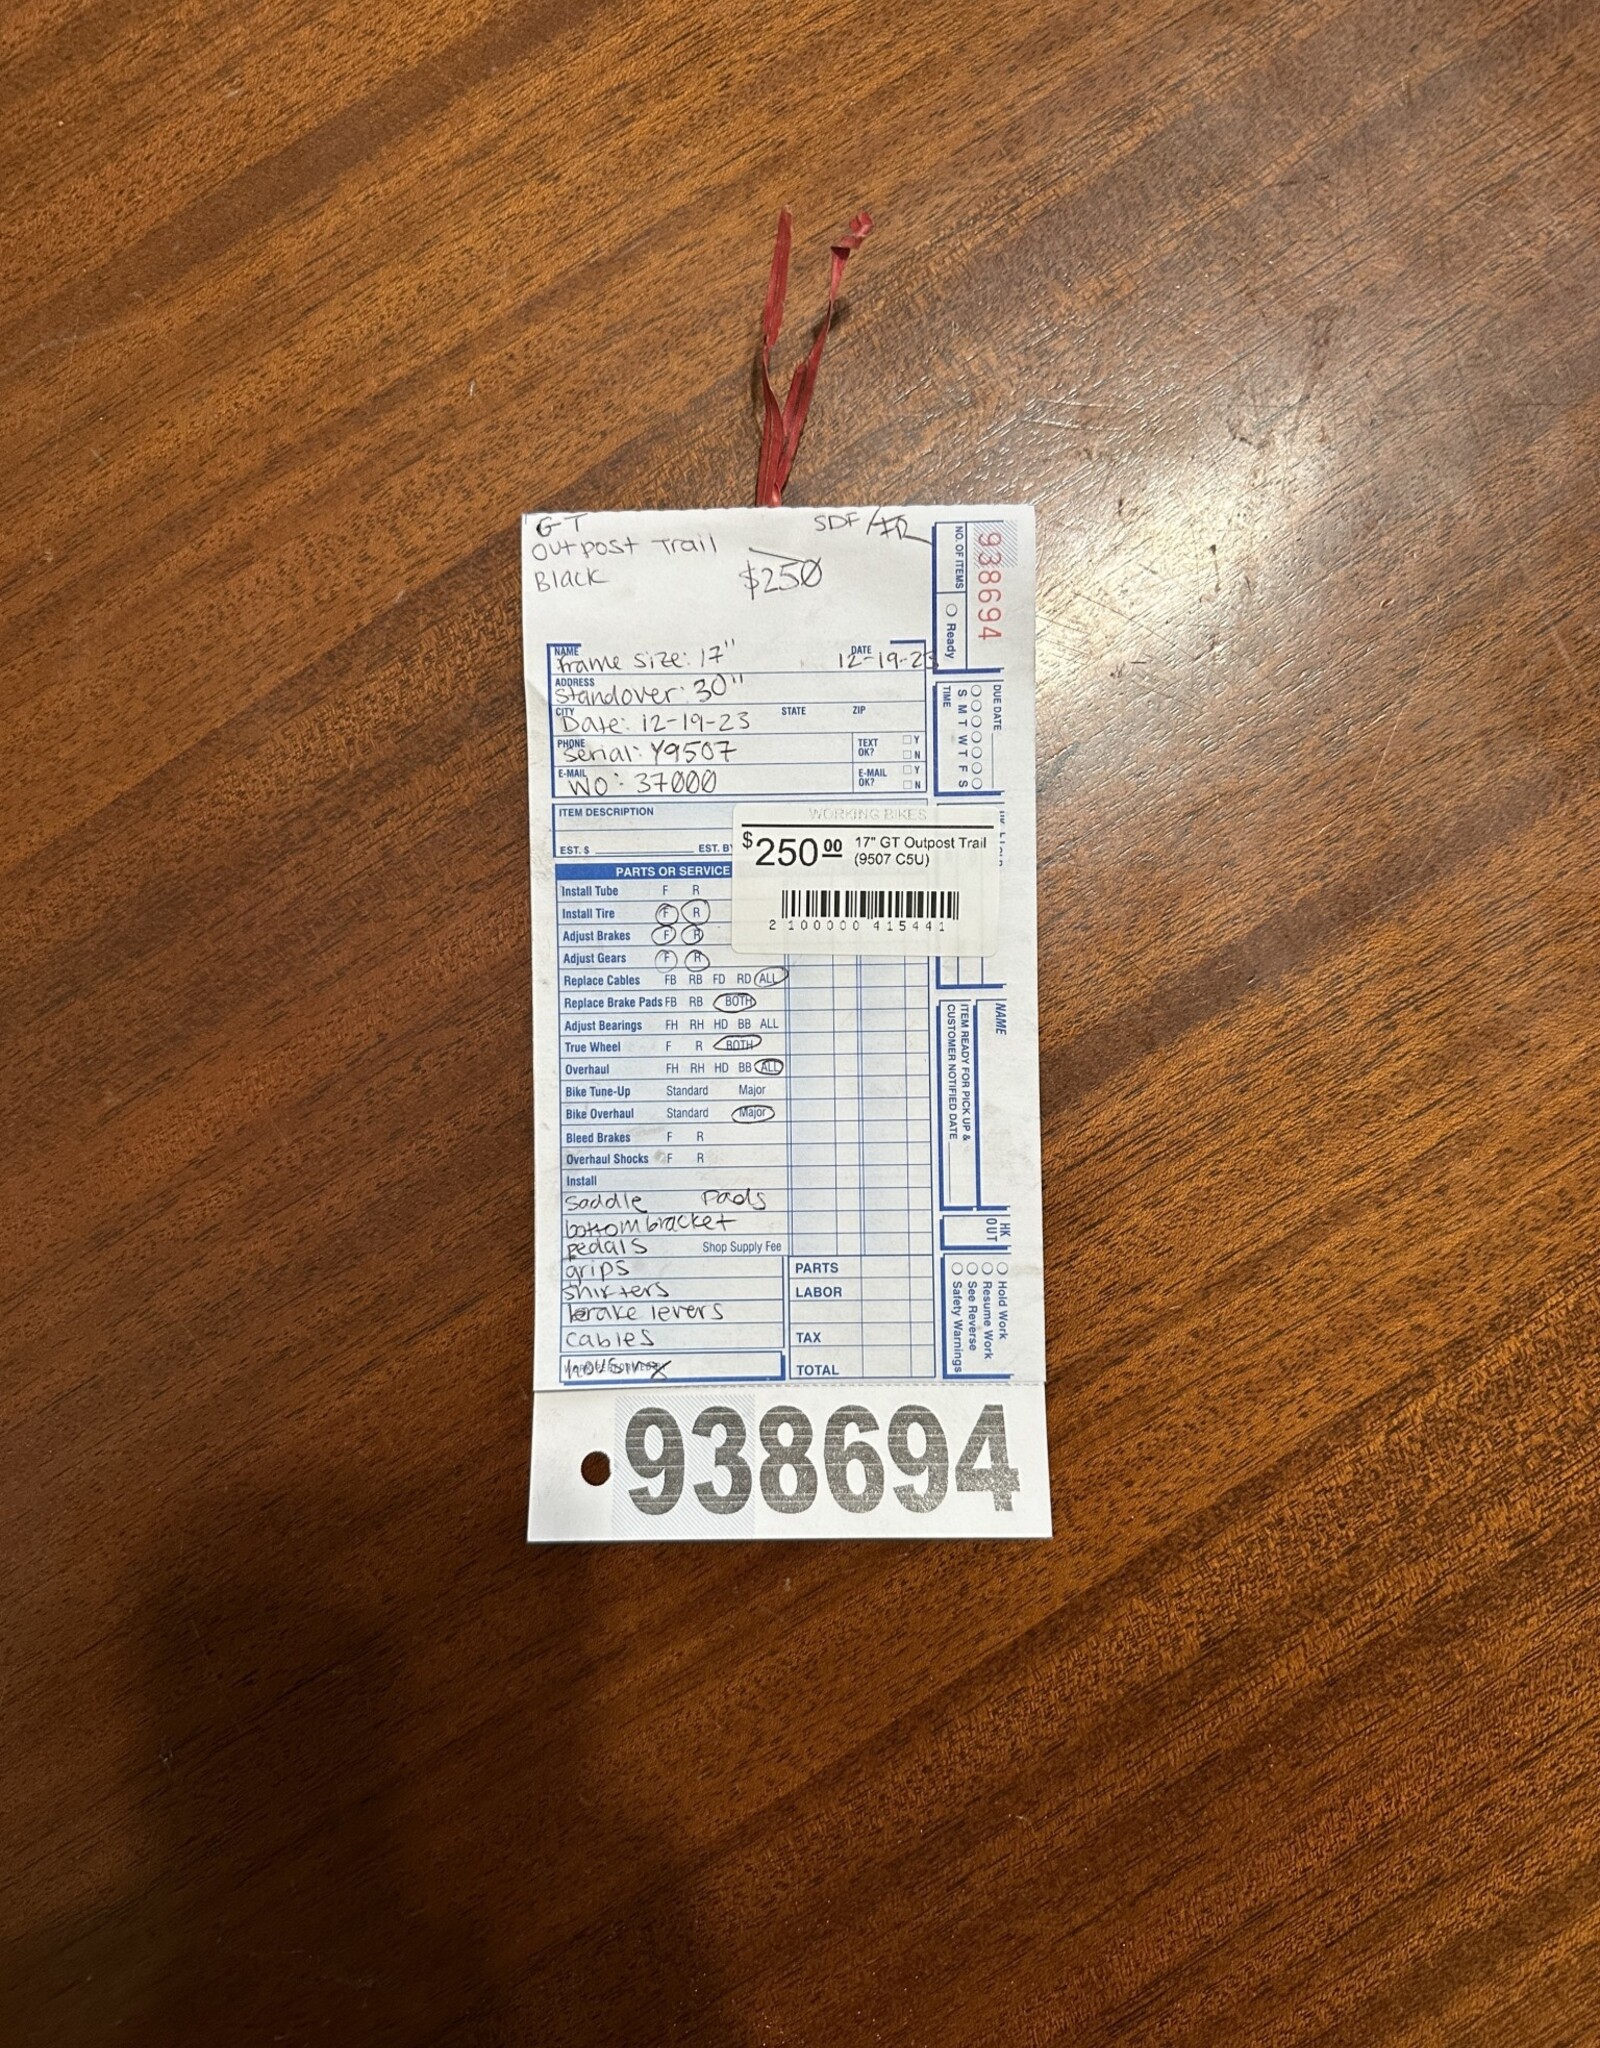 GT
SDF /
Outpost Trail
$250
Black
938694
NO. OF ITEMS
Ready
NAME
Frame size: 17"
DATE
12-19-23
ADDRESS
Standover: 30"
CITY
STATE
ZIP
Date: 12-19-23
PHONE
Serial: Y9507
TEXT OK? Y N
E-MAIL
WO: 37000
E-MAIL OK? Y N
DUE DATE
S M T W T F S
TIME
ITEM DESCRIPTION
EST. $
EST. BY
WORKING BIKES
$250.00
17" GT Outpost Trail
(9507 C5U)
2 100000 415441
PARTS OR SERVICE
Install Tube F R
Install Tire F R
Adjust Brakes F R
Adjust Gears F R
Replace Cables FB RB FD RD ALL
Replace Brake Pads FB RB BOTH
Adjust Bearings FH RH HD BB ALL
True Wheel F R BOTH
Overhaul FH RH HD BB ALL
Bike Tune-Up Standard Major
Bike Overhaul Standard Major
Bleed Brakes F R
Overhaul Shocks F R
Install
Saddle Pads
bottom bracket
pedals
Shop Supply Fee
grips
shifters
brake levers
cables
housing
PARTS
LABOR
TAX
TOTAL
NAME
ITEM READY FOR PICK UP &
CUSTOMER NOTIFIED DATE
HK
OUT
Hold Work
Resume Work
See Reverse
Safety Warnings
938694